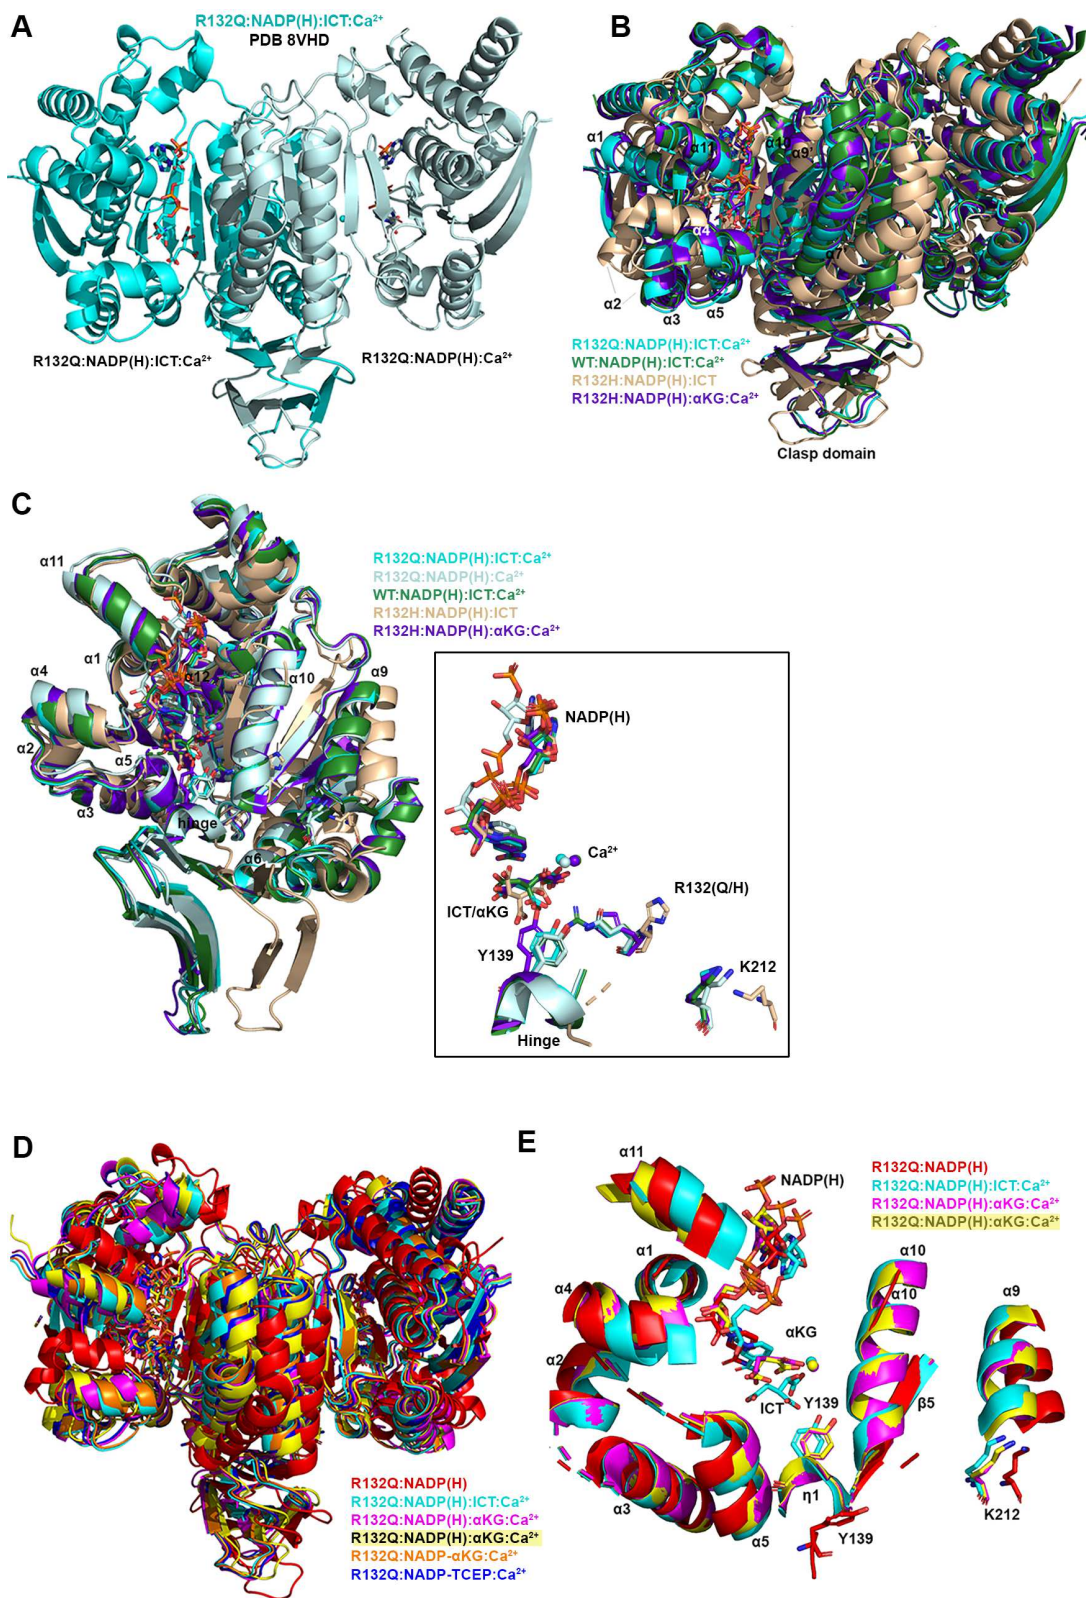 A
R132Q:NADP(H):ICT:Ca²⁺
PDB 8VHD
R132Q:NADP(H):ICT:Ca²⁺
R132Q:NADP(H):Ca²⁺
B
α1
α11
α10
α9'
α4
α7
α2
α3
α5
R132Q:NADP(H):ICT:Ca²⁺
WT:NADP(H):ICT:Ca²⁺
R132H:NADP(H):ICT
R132H:NADP(H):αKG:Ca²⁺
Clasp domain
C
α11
R132Q:NADP(H):ICT:Ca²⁺
R132Q:NADP(H):Ca²⁺
WT:NADP(H):ICT:Ca²⁺
R132H:NADP(H):ICT
R132H:NADP(H):αKG:Ca²⁺
α1
α4
α12
α10
α9
α2
α5
α3
hinge
α6
NADP(H)
Ca²⁺
R132(Q/H)
ICT/αKG
Y139
K212
Hinge
D
R132Q:NADP(H)
R132Q:NADP(H):ICT:Ca²⁺
R132Q:NADP(H):αKG:Ca²⁺
R132Q:NADP(H):αKG:Ca²⁺
R132Q:NADP-αKG:Ca²⁺
R132Q:NADP-TCEP:Ca²⁺
E
α11
NADP(H)
R132Q:NADP(H)
R132Q:NADP(H):ICT:Ca²⁺
R132Q:NADP(H):αKG:Ca²⁺
R132Q:NADP(H):αKG:Ca²⁺
α1
α10
α4
α10
α9
αKG
α2
ICT
Y139
β5
η1
α3
α5
Y139
K212